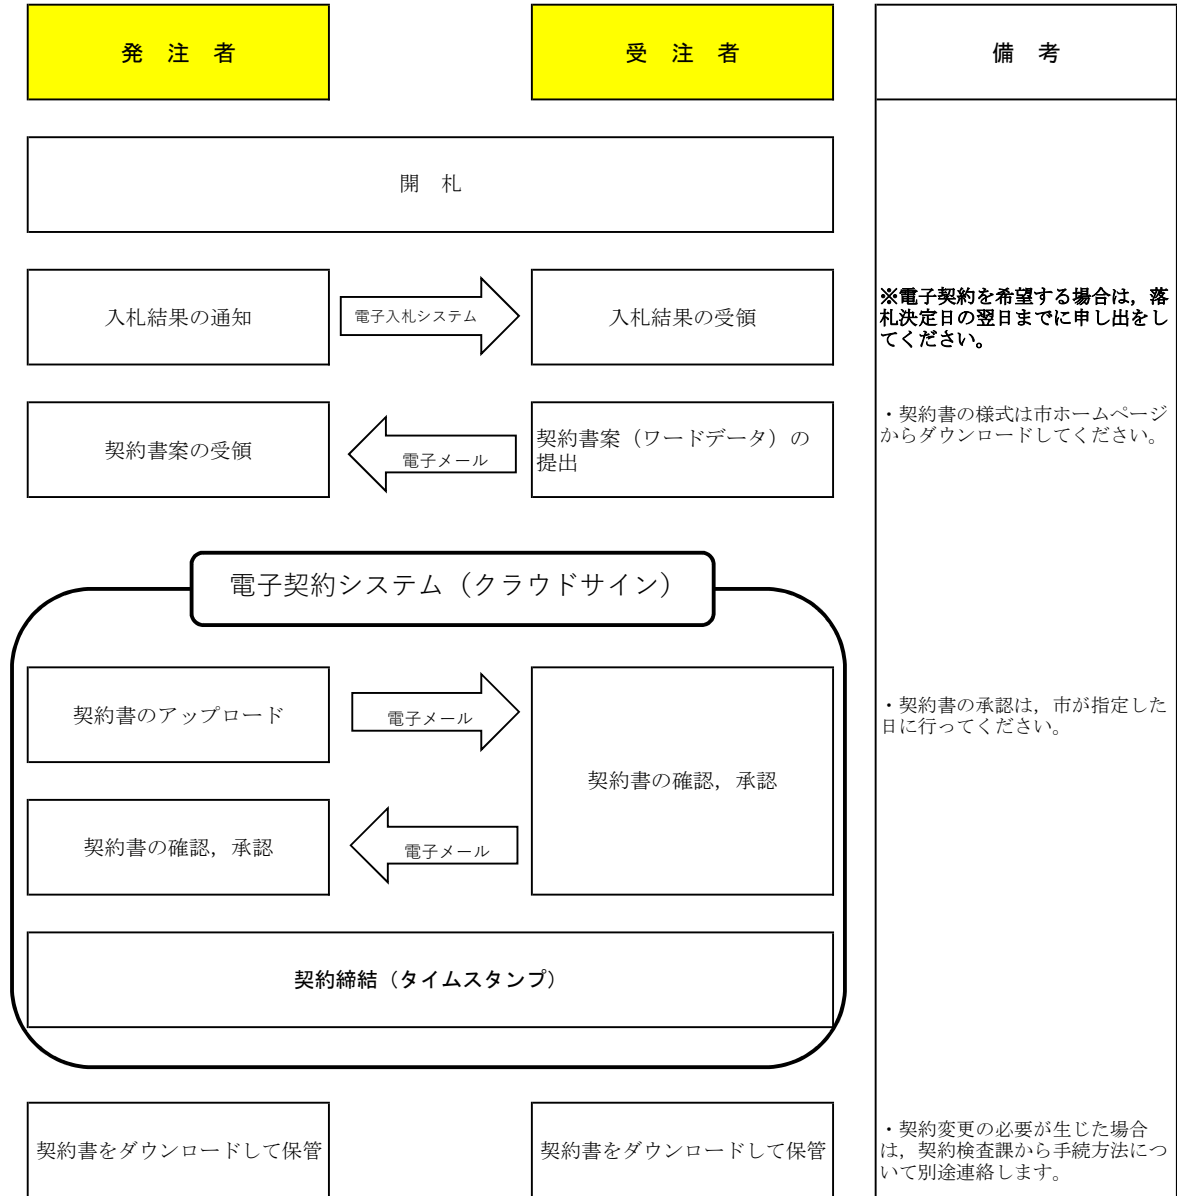 発　注　者
受　注　者
備　考
開　札
入札結果の通知
電子入札システム
入札結果の受領
※電子契約を希望する場合は，落
札決定日の翌日までに申し出をし
てください。
契約書案の受領
電子メール
契約書案（ワードデータ）の
提出
・契約書の様式は市ホームページ
からダウンロードしてください。
電子契約システム（クラウドサイン）
契約書のアップロード
電子メール
契約書の確認，承認
・契約書の承認は，市が指定した
日に行ってください。
契約書の確認，承認
電子メール
契約締結（タイムスタンプ）
契約書をダウンロードして保管
契約書をダウンロードして保管
・契約変更の必要が生じた場合
は，契約検査課から手続方法につ
いて別途連絡します。